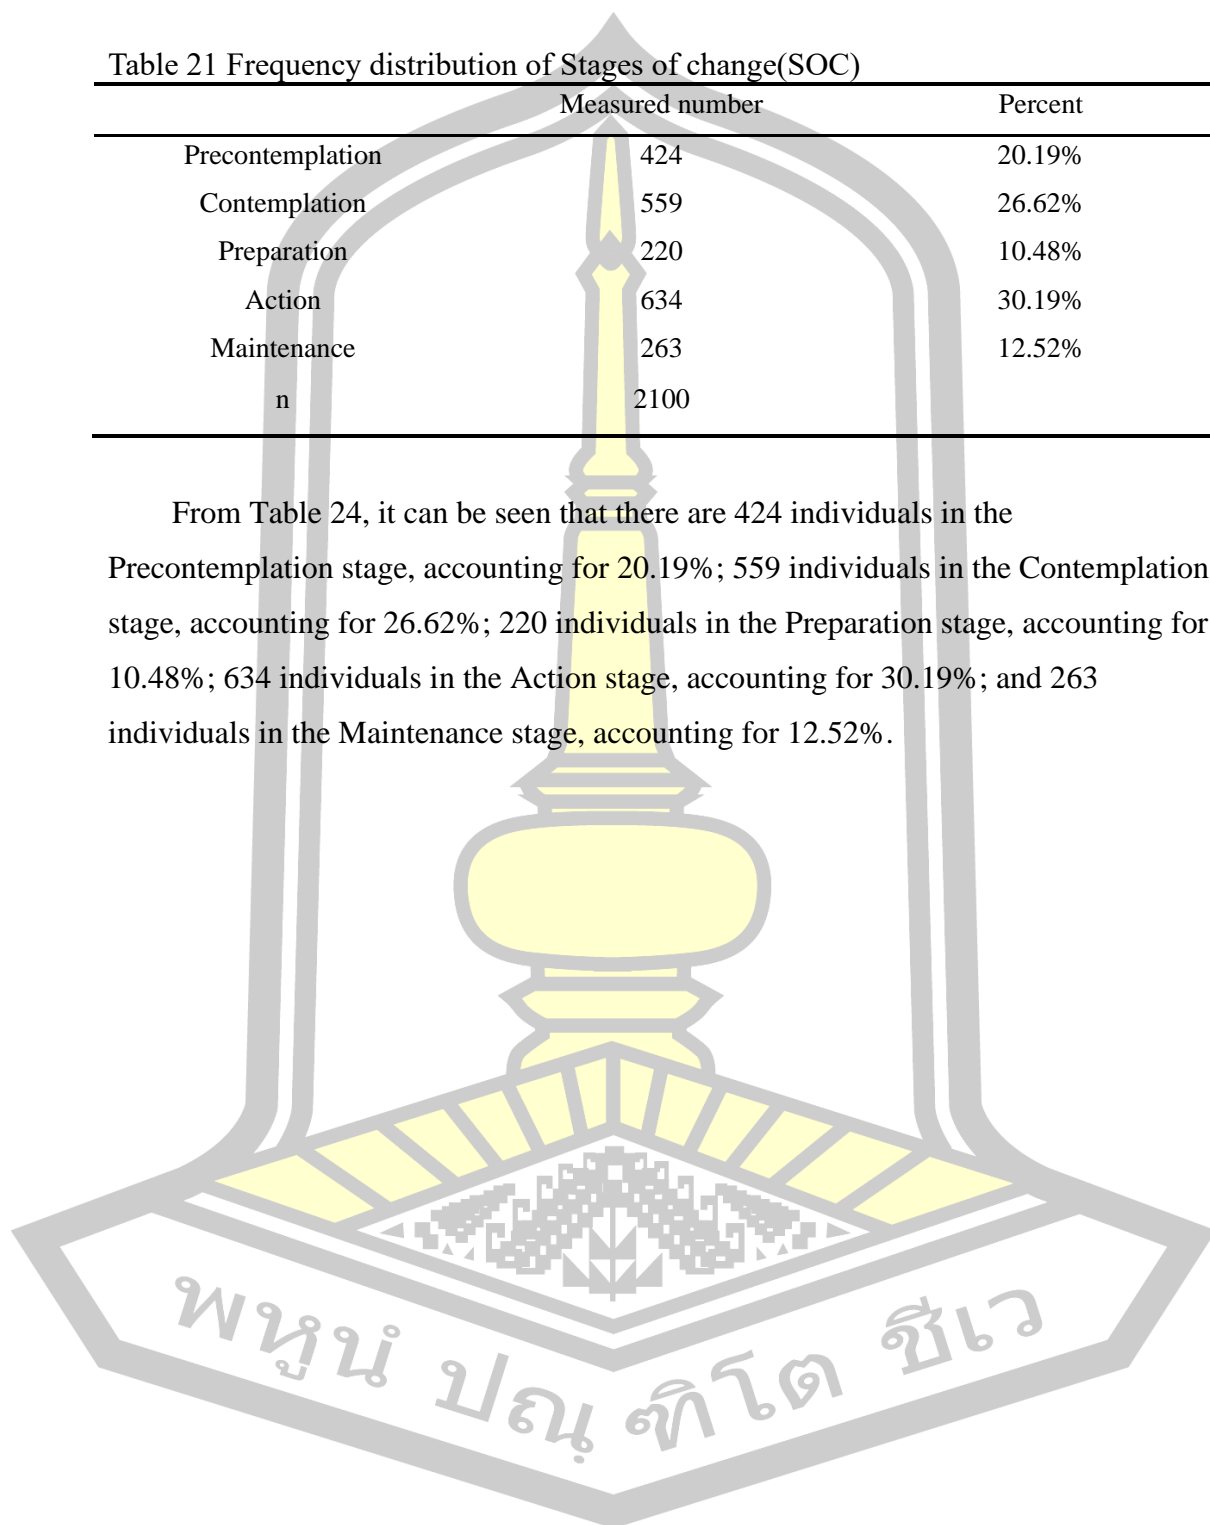 Table 21 Frequency distribution of Stages of change(SOC)
Measured number Percent
Precontemplation 424 20.19%
Contemplation 559 26.62%
Preparation 220 10.48%
Action 634 30.19%
Maintenance 263 12.52%
n 2100
From Table 24, it can be seen that there are 424 individuals in the
Precontemplation stage, accounting for 20.19%; 559 individuals in the Contemplation
stage, accounting for 26.62%; 220 individuals in the Preparation stage, accounting for
10.48%; 634 individuals in the Action stage, accounting for 30.19%; and 263
individuals in the Maintenance stage, accounting for 12.52%.
พหูนํ ปณฺ ฑิโต ชีเว